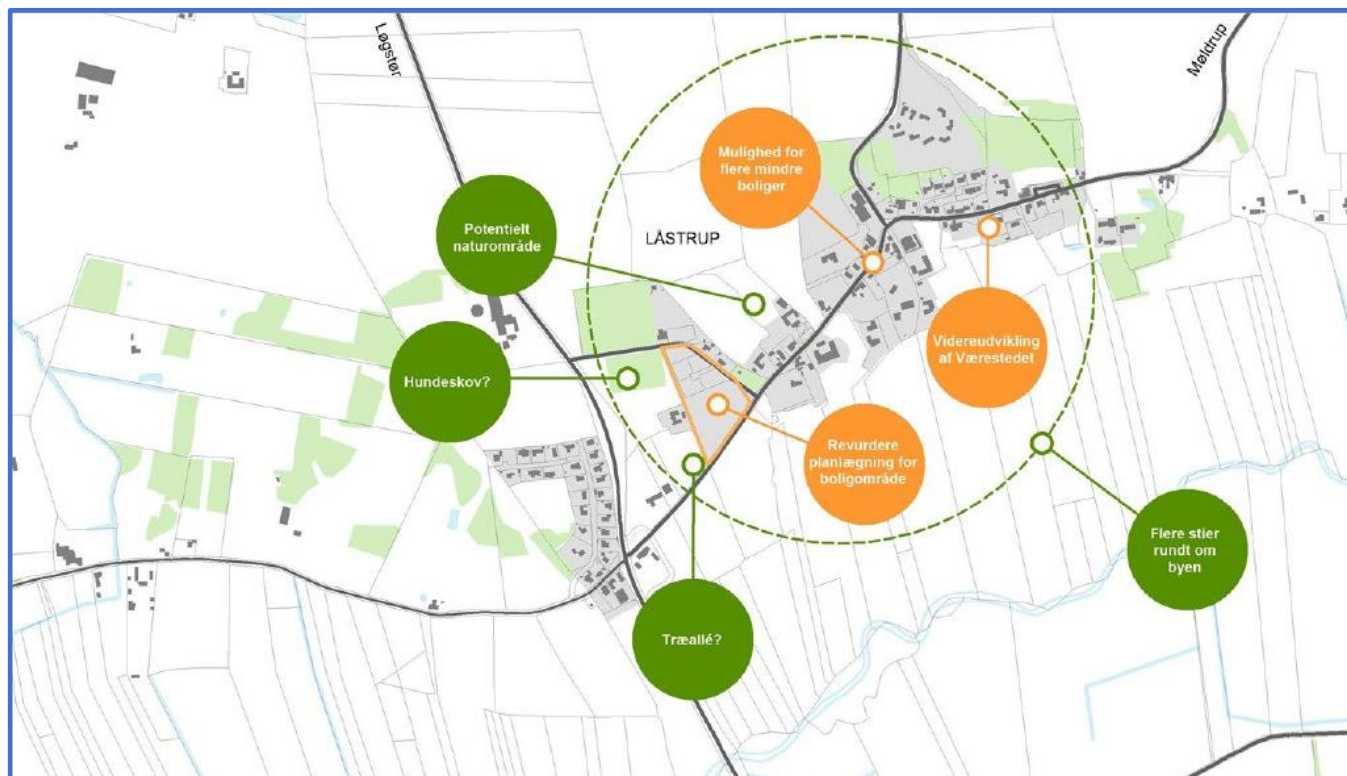 Løgstør
Møldrup
Mulighed for
flere mindre
boliger
Potentielt
naturområde
LÅSTRUP
Hundeskov?
Videreudvikling
af Værestedet
Revurdere
planlægning for
boligområde
Flere stier
rundt om
byen
Træallé?